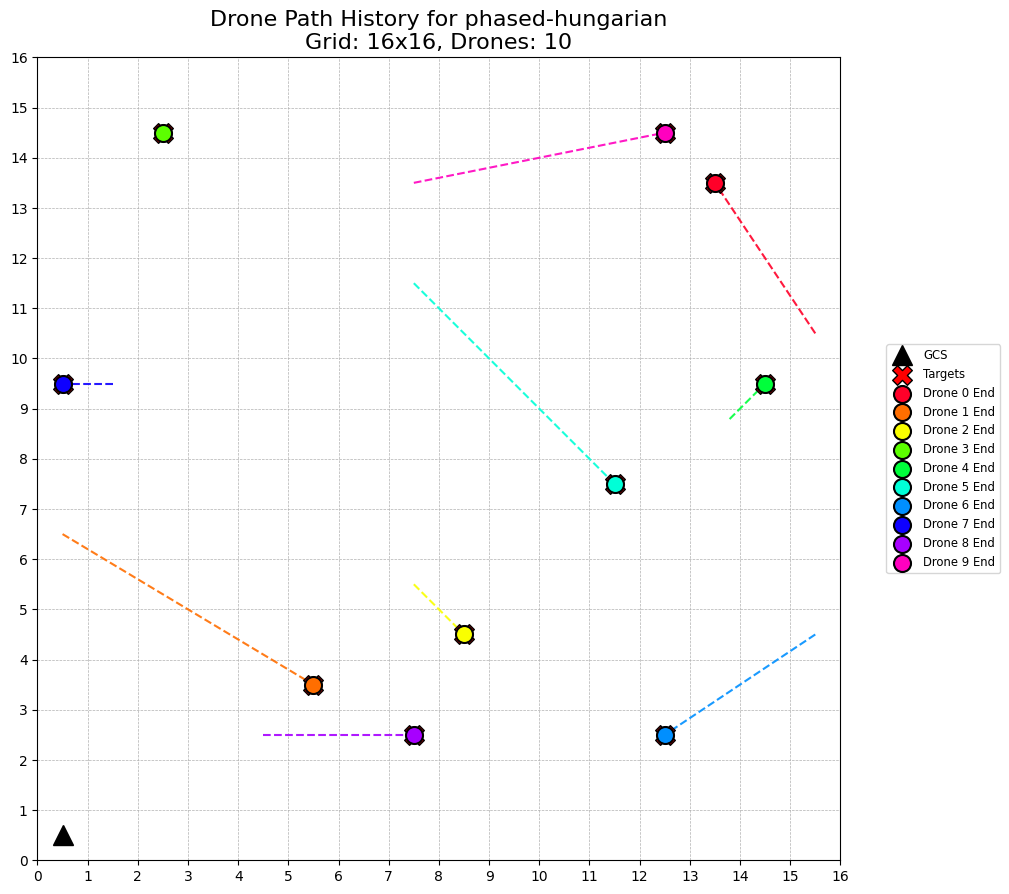 Drone Path History for phased-hungarian
Grid: 16x16, Drones: 10
16
15
14
13
12
11
10
9
8
7
6
5
4
3
2
1
0
0 1 2 3 4 5 6 7 8 9 10 11 12 13 14 15 16
GCS
Targets
Drone 0 End
Drone 1 End
Drone 2 End
Drone 3 End
Drone 4 End
Drone 5 End
Drone 6 End
Drone 7 End
Drone 8 End
Drone 9 End